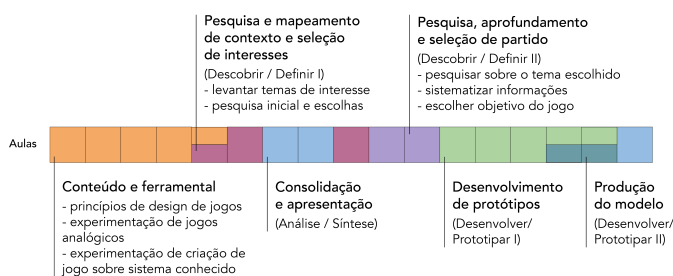 Pesquisa e mapeamento
de contexto e seleção
de interesses
(Descobrir / Definir I)
- levantar temas de interesse
- pesquisa inicial e escolhas
Pesquisa, aprofundamento
e seleção de partido
(Descobrir / Definir II)
- pesquisar sobre o tema escolhido
- sistematizar informações
- escolher objetivo do jogo
Aulas
Conteúdo e ferramental
- princípios de design de jogos
- experimentação de jogos
analógicos
- experimentação de criação de
jogo sobre sistema conhecido
Consolidação
e apresentação
(Análise / Síntese)
Desenvolvimento
de protótipos
(Desenvolver/
Prototipar I)
Produção
do modelo
(Desenvolver/
Prototipar II)